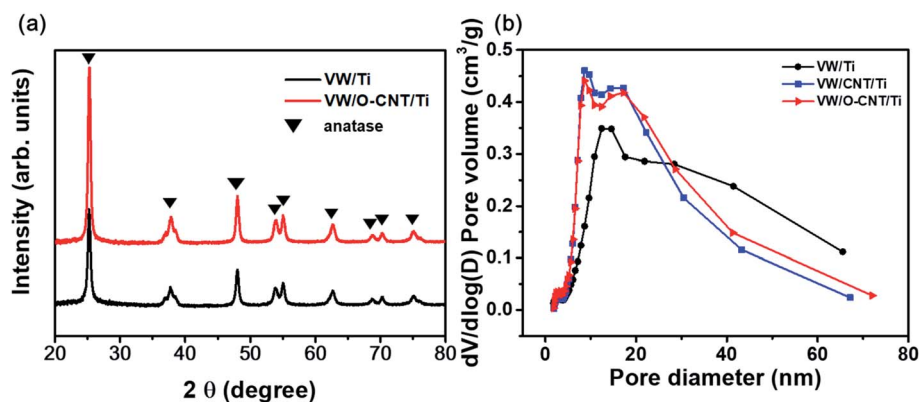 (a)
Intensity (arb. units)
VW/Ti
VW/O-CNT/Ti
anatase
20 30 40 50 60 70 80
2 θ (degree)
(b)
dV/dlog(D) Pore volume (cm³/g)
0.5
0.4
0.3
0.2
0.1
0.0
VW/Ti
VW/CNT/Ti
VW/O-CNT/Ti
0 20 40 60 80
Pore diameter (nm)